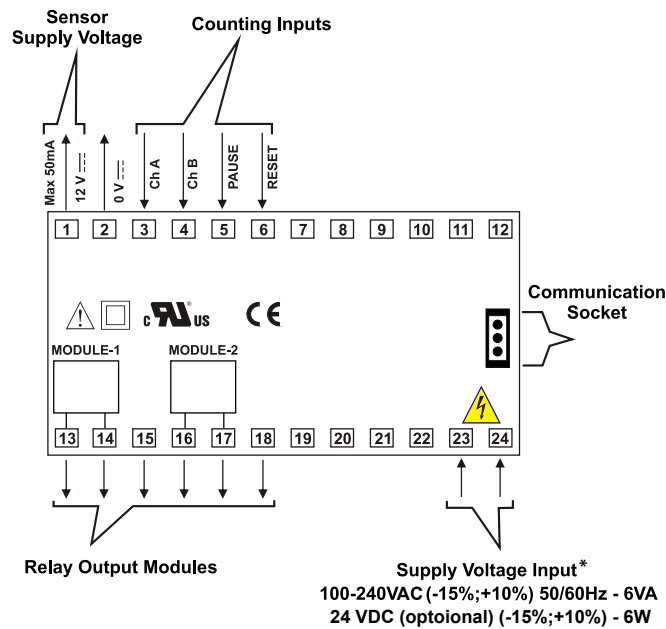 Sensor
Supply Voltage
Counting Inputs
Max 50mA
12 V
0 V
Ch A
Ch B
PAUSE
RESET
1 2 3 4 5 6 7 8 9 10 11 12
Communication
Socket
c RU® US CE
MODULE-1 MODULE-2
13 14 15 16 17 18 19 20 21 22 23 24
Relay Output Modules
Supply Voltage Input*
100-240VAC (-15%;+10%) 50/60Hz - 6VA
24 VDC (optoional) (-15%;+10%) - 6W